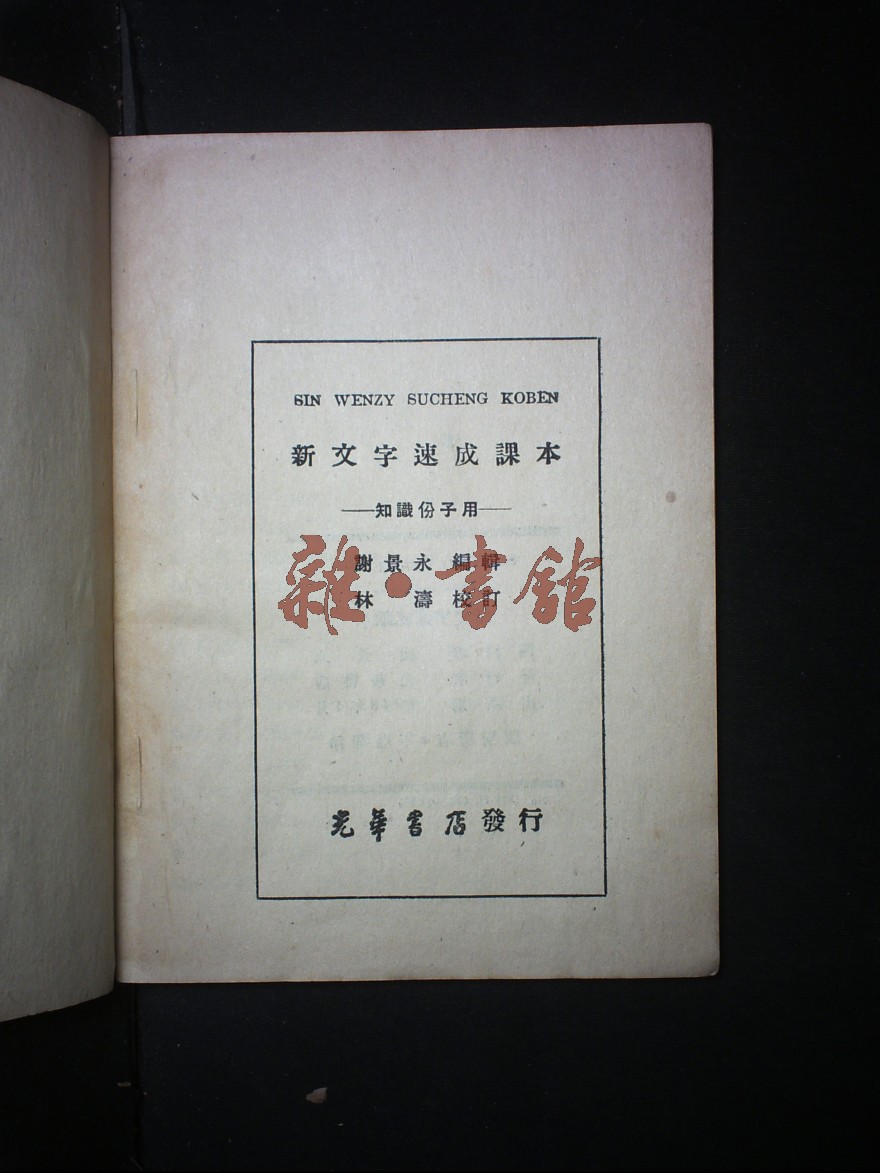 SIN WENZY SUCHENG KOBEN
新文字速成課本
——知識份子用——
謝景永 編輯
林 濤 校訂
雜·書館
光華書店發行